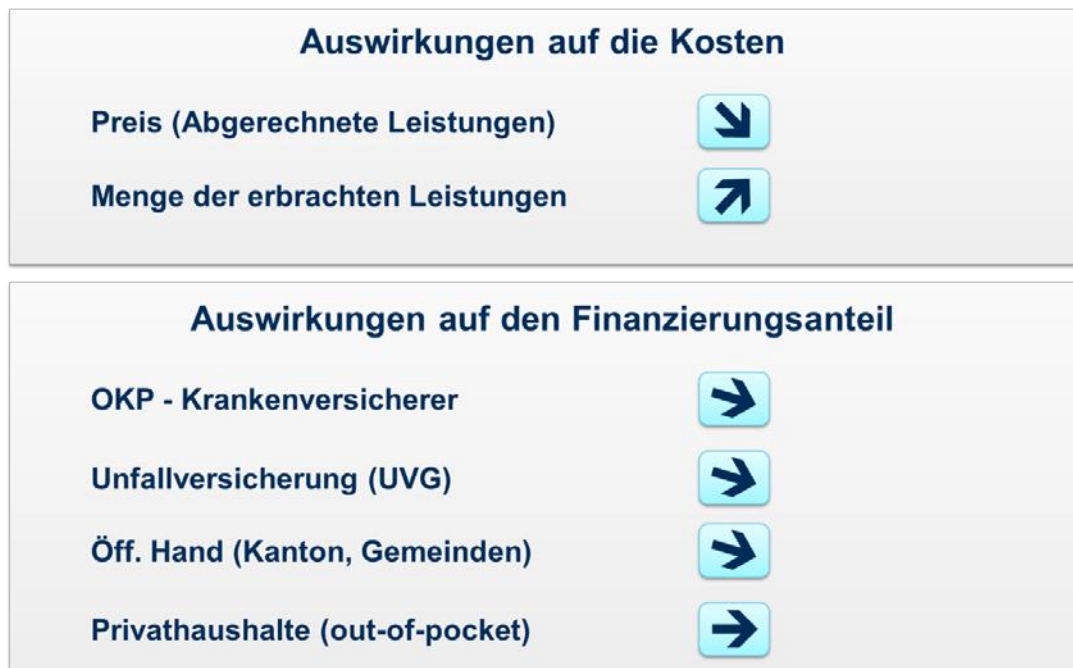 Auswirkungen auf die Kosten
Preis (Abgerechnete Leistungen)
Menge der erbrachten Leistungen
Auswirkungen auf den Finanzierungsanteil
OKP - Krankenversicherer
Unfallversicherung (UVG)
Öff. Hand (Kanton, Gemeinden)
Privathaushalte (out-of-pocket)